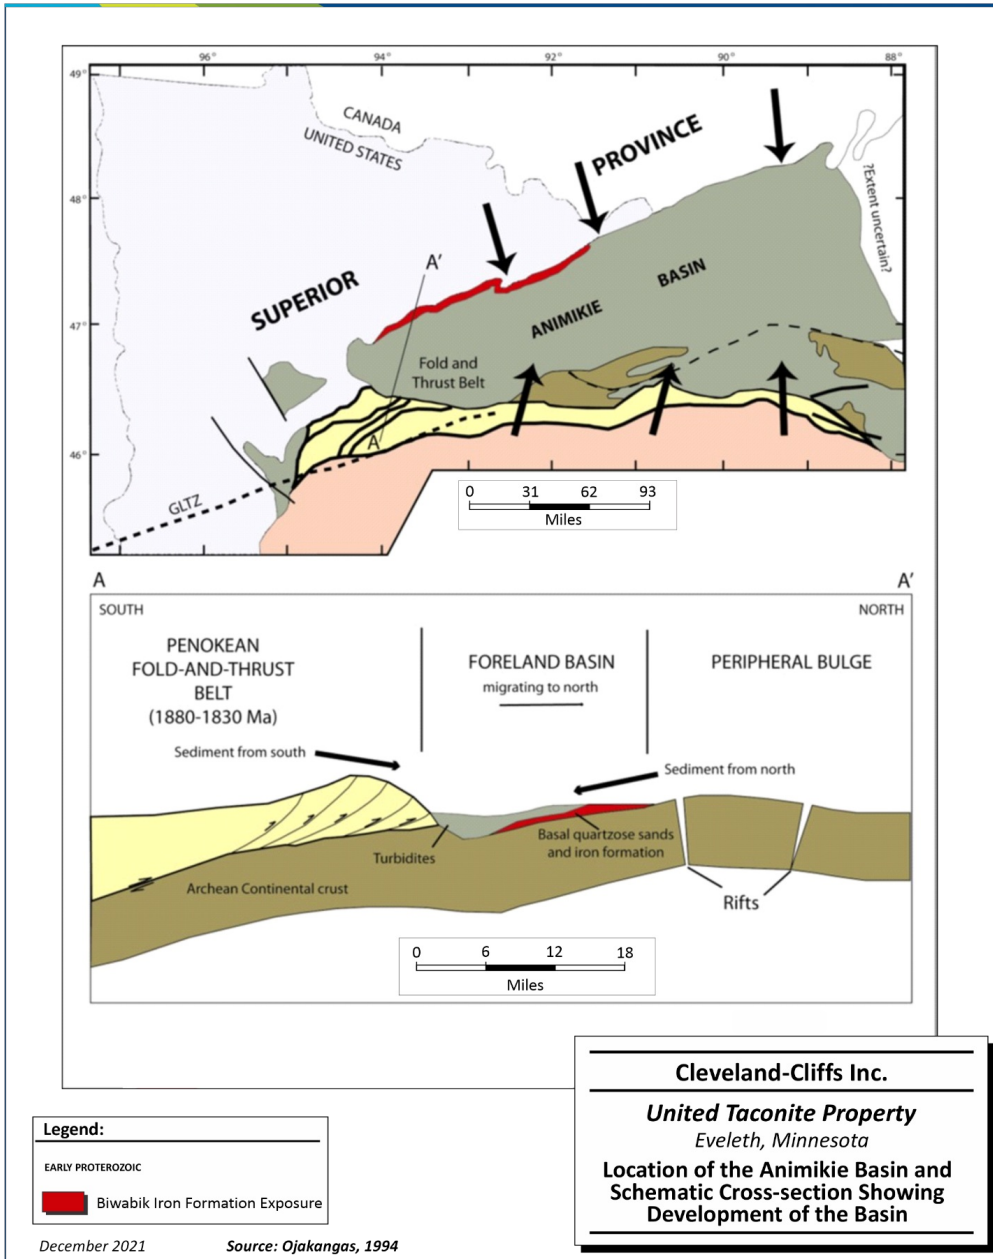 96°
94°
92°
90°
88°
49°
48°
47°
46°
CANADA
UNITED STATES
SUPERIOR
PROVINCE
?Extent uncertain?
A'
ANIMIKIE
BASIN
Fold and
Thrust Belt
A
GLTZ
0 31 62 93
Miles
A
A'
SOUTH
NORTH
PENOKEAN
FOLD-AND-THRUST
BELT
(1880-1830 Ma)
FORELAND BASIN
migrating to north
PERIPHERAL BULGE
Sediment from south
Sediment from north
Turbidites
Basal quartzose sands
and iron formation
Archean Continental crust
Rifts
0 6 12 18
Miles
Cleveland-Cliffs Inc.
United Taconite Property
Eveleth, Minnesota
Location of the Animikie Basin and
Schematic Cross-section Showing
Development of the Basin
Legend:
EARLY PROTEROZOIC
Biwabik Iron Formation Exposure
December 2021
Source: Ojakangas, 1994